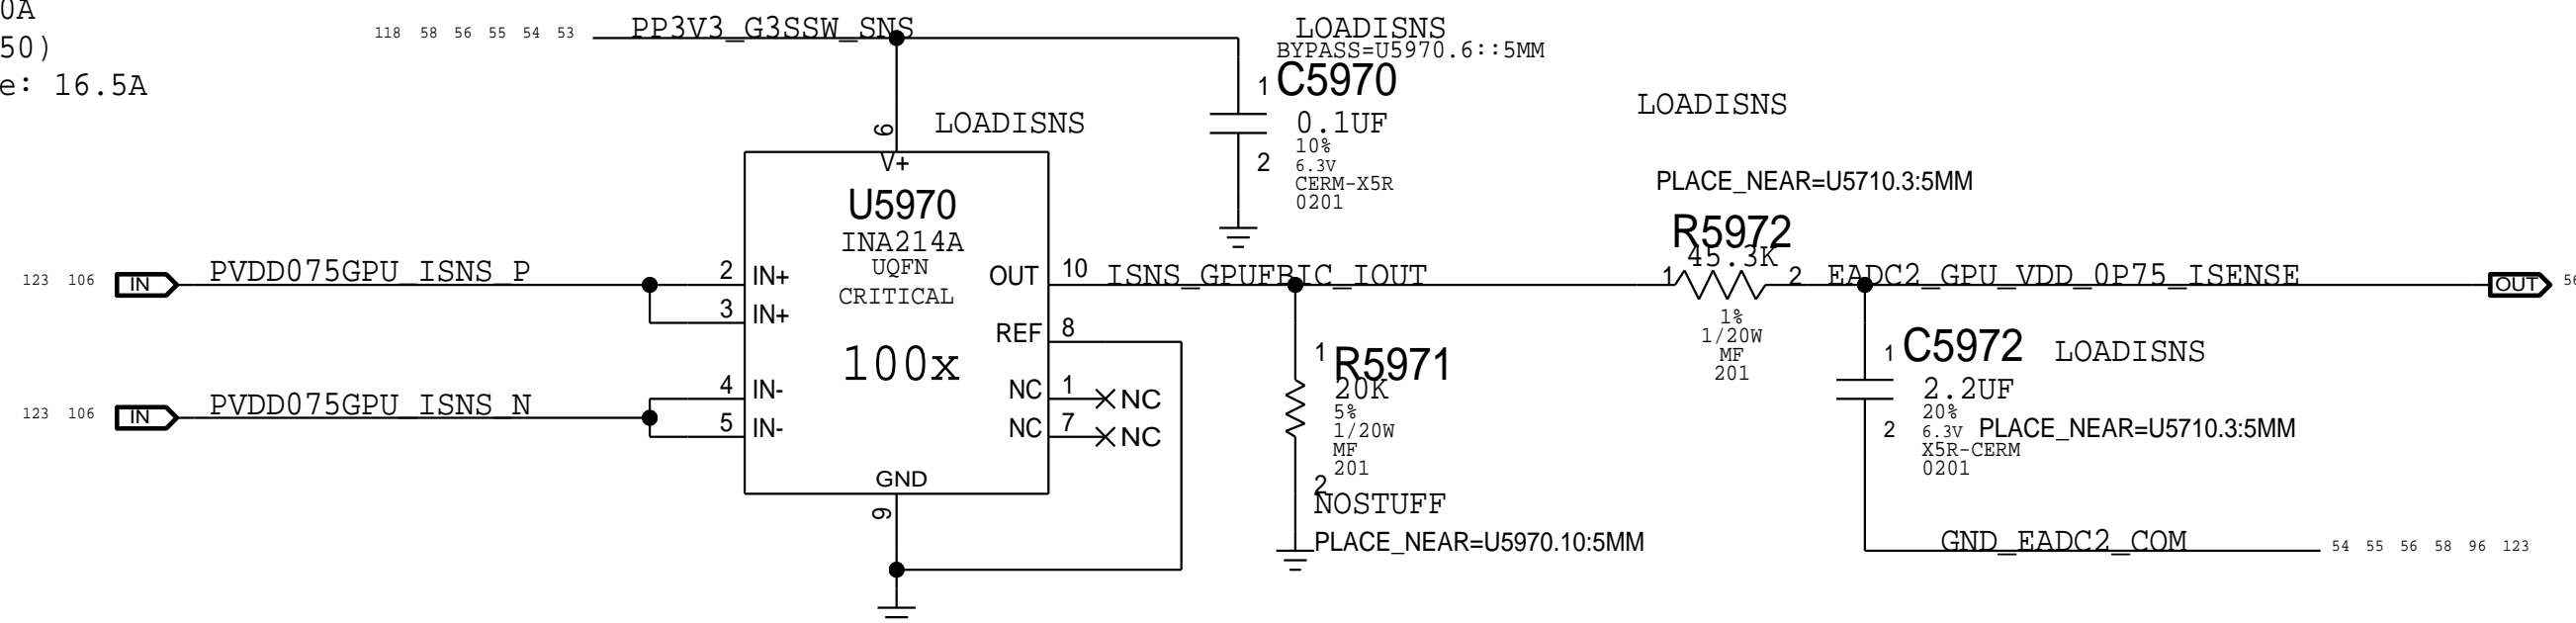 0A
50)
e: 16.5A
118 58 56 55 54 53
PP3V3_G3SSW_SNS
LOADISNS
BYPASS=U5970.6::5MM
1
C5970
0.1UF
10%
6.3V
CERM-X5R
0201
2
6
LOADISNS
V+
U5970
INA214A
UQFN
CRITICAL
100x
123 106
IN
PVDD075GPU_ISNS_P
2
IN+
3
IN+
123 106
IN
PVDD075GPU_ISNS_N
4
IN-
5
IN-
OUT
10
ISNS_GPUFBIC_IOUT
REF
8
NC
1
NC
NC
7
NC
GND
9
1
R5971
20K
5%
1/20W
MF
201
2
NOSTUFF
PLACE_NEAR=U5970.10:5MM
LOADISNS
PLACE_NEAR=U5710.3:5MM
R5972
45.3K
1
2
1%
1/20W
MF
201
EADC2_GPU_VDD_0P75_ISENSE
OUT
56
1
C5972
LOADISNS
2.2UF
20%
2
6.3V
PLACE_NEAR=U5710.3:5MM
X5R-CERM
0201
GND_EADC2_COM
54 55 56 58 96 123